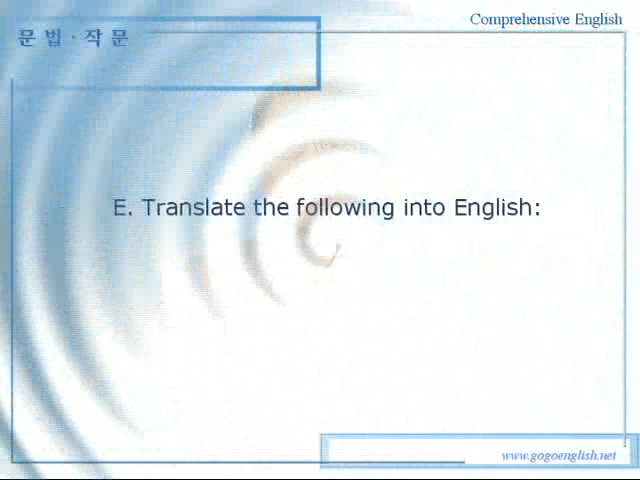 Comprehensive English
문법·작문
E. Translate the following into English:
www.gogoenglish.net